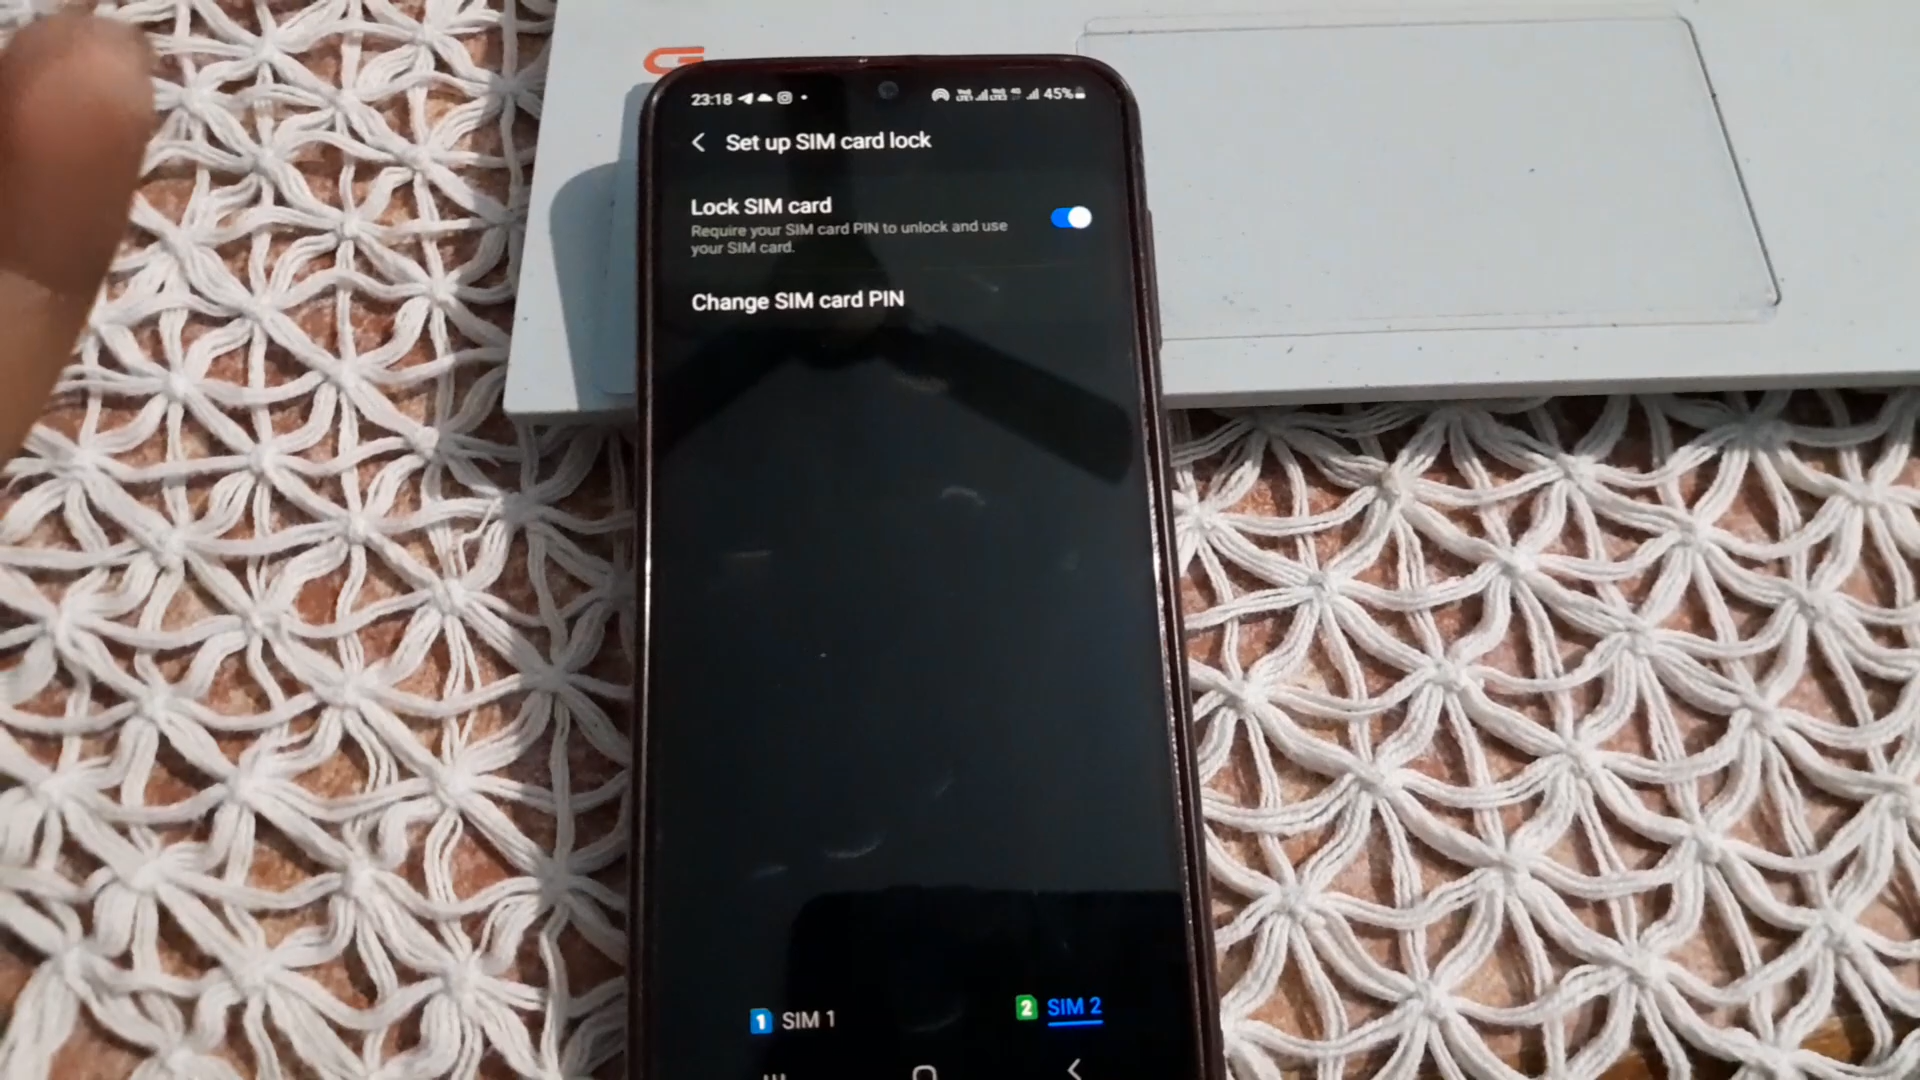 G
23:18 45%
Set up SIM card lock
Lock SIM card
Require your SIM card PIN to unlock and use
your SIM card.
Change SIM card PIN
1 SIM 1
2 SIM 2